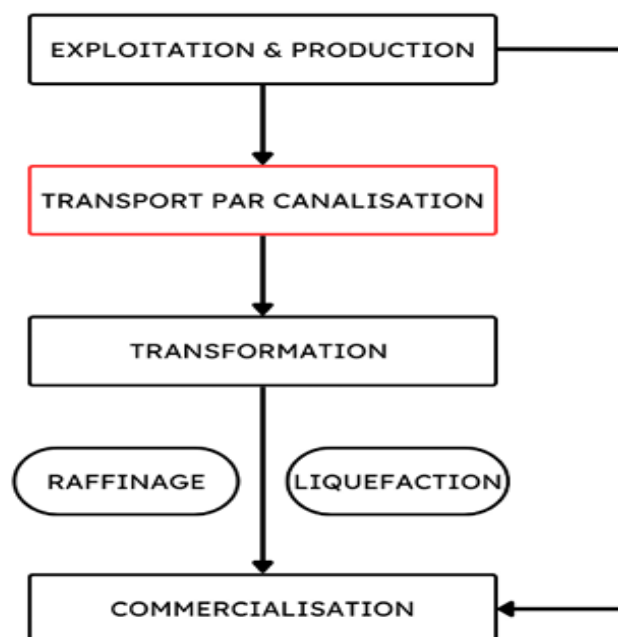 EXPLOITATION & PRODUCTION
TRANSPORT PAR CANALISATION
TRANSFORMATION
RAFFINAGE
LIQUEFACTION
COMMERCIALISATION